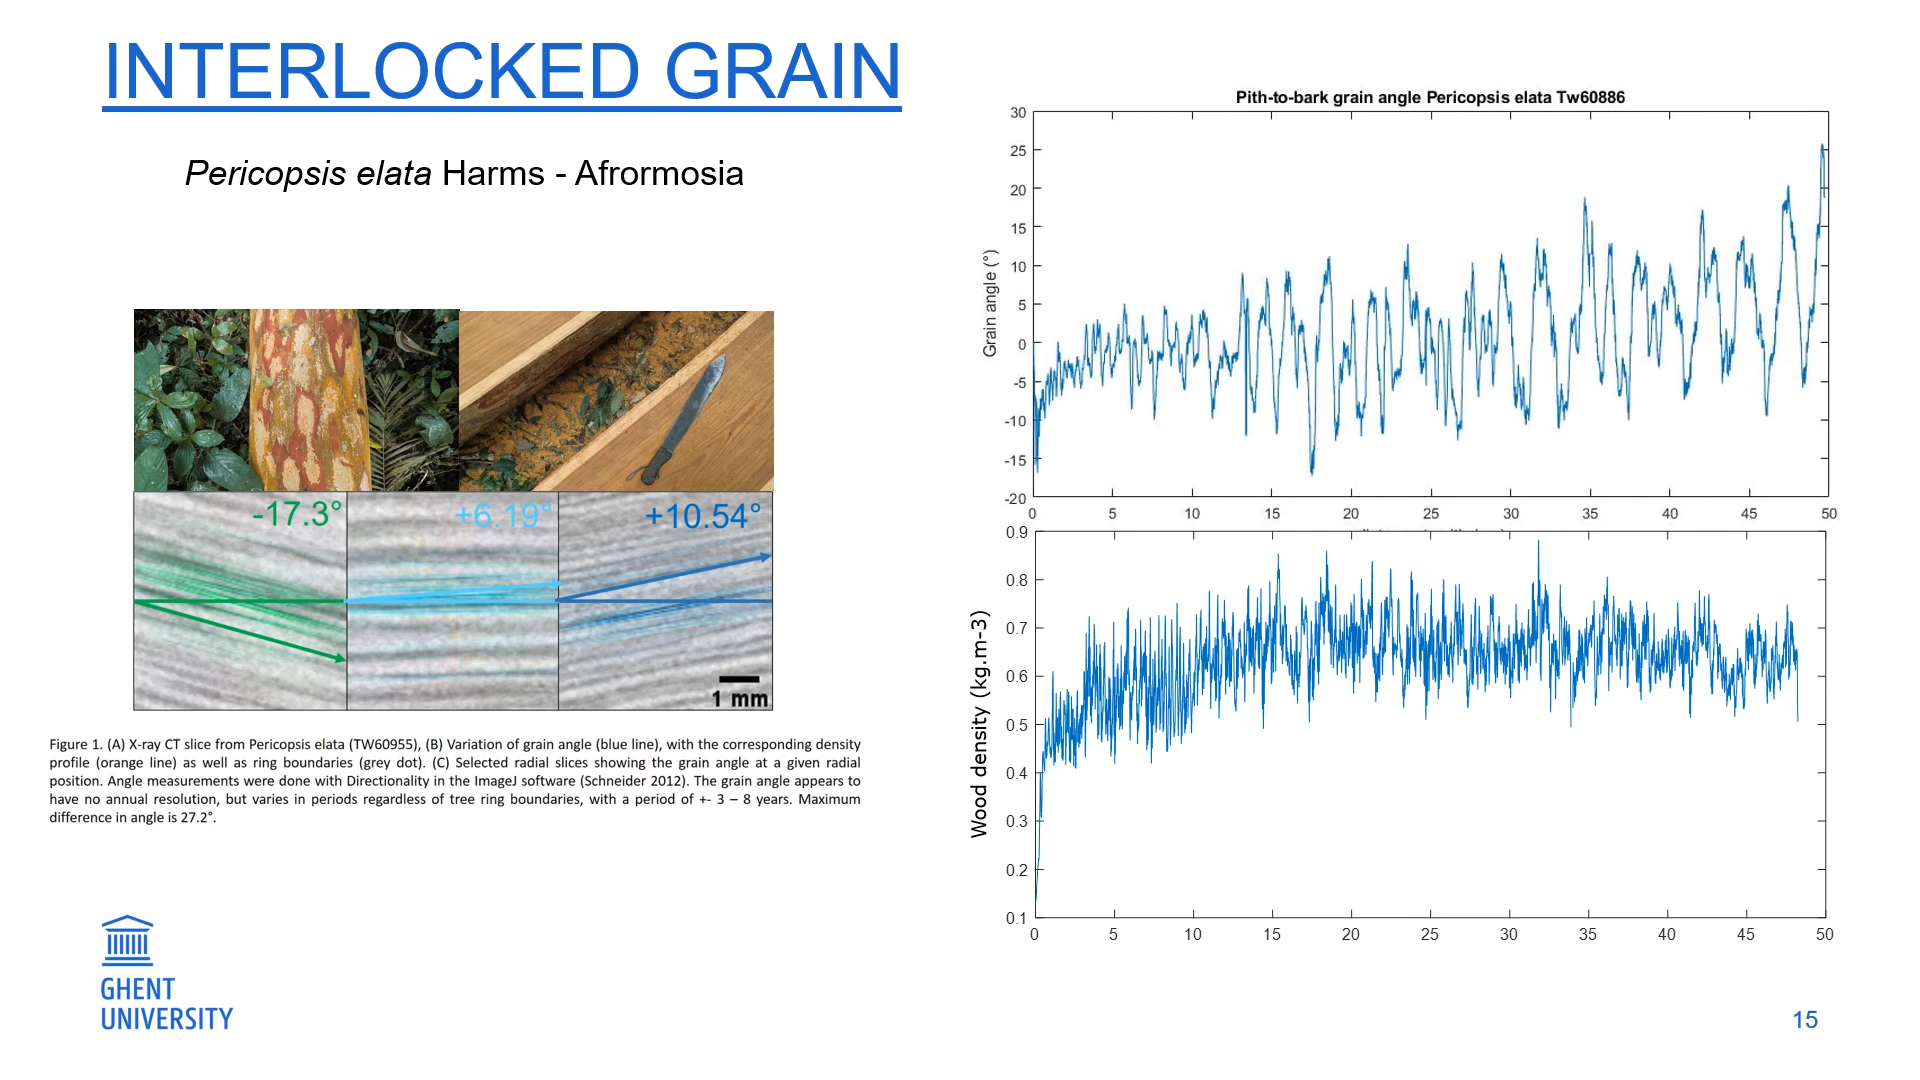 INTERLOCKED GRAIN
Pericopsis elata Harms - Afrormosia
-17.3°
+6.19°
+10.54°
1 mm
Figure 1. (A) X-ray CT slice from Pericopsis elata (TW60955), (B) Variation of grain angle (blue line), with the corresponding density
profile (orange line) as well as ring boundaries (grey dot). (C) Selected radial slices showing the grain angle at a given radial
position. Angle measurements were done with Directionality in the ImageJ software (Schneider 2012). The grain angle appears to
have no annual resolution, but varies in periods regardless of tree ring boundaries, with a period of +- 3 – 8 years. Maximum
difference in angle is 27.2°.
GHENT
UNIVERSITY
Pith-to-bark grain angle Pericopsis elata Tw60886
Grain angle (°)
30
25
20
15
10
5
0
-5
-10
-15
-20
0 5 10 15 20 25 30 35 40 45 50
Wood density (kg.m-3)
0.9
0.8
0.7
0.6
0.5
0.4
0.3
0.2
0.1
0 5 10 15 20 25 30 35 40 45 50
15